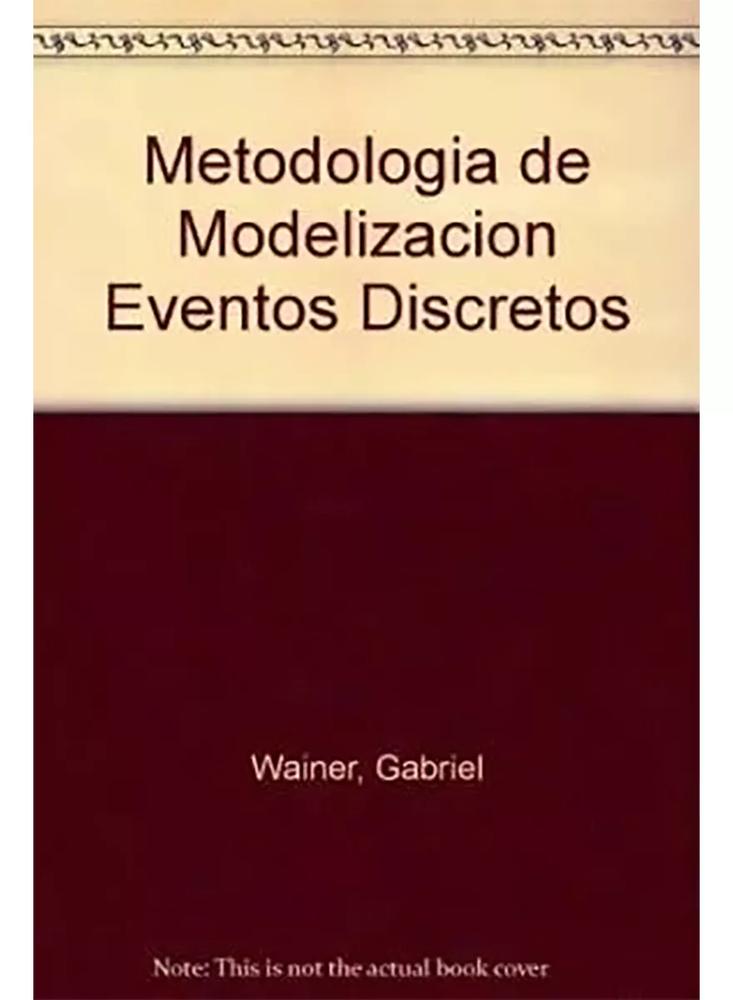 Metodologia de
Modelizacion
Eventos Discretos
Wainer, Gabriel
Note: This is not the actual book cover